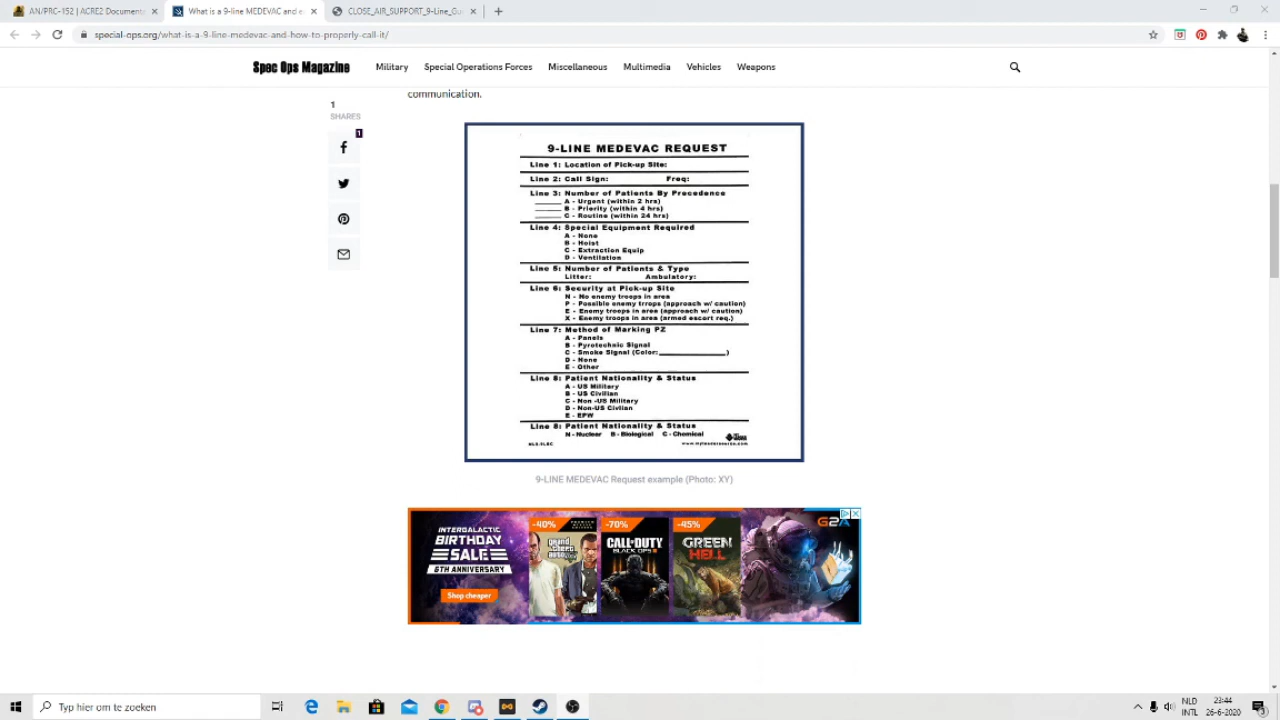 AN/PRC-152 | ACRE2 Documenta
What is a 9-line MEDEVAC and e
CLOSE_AIR_SUPPORT_9-Line_Gu
special-ops.org/what-is-a-9-line-medevac-and-how-to-properly-call-it/
Spec Ops Magazine
Military
Special Operations Forces
Miscellaneous
Multimedia
Vehicles
Weapons
communication.
1
SHARES
1
9-LINE MEDEVAC REQUEST
Line 1: Location of Pick-up Site:
Line 2: Call Sign: Freq:
Line 3: Number of Patients By Precedence
A - Urgent (within 2 hrs)
B - Priority (within 4 hrs)
C - Routine (within 24 hrs)
Line 4: Special Equipment Required
A - None
B - Hoist
C - Extraction Equip
D - Ventilation
Line 5: Number of Patients & Type
Litter: Ambulatory:
Line 6: Security at Pick-up Site
N - No enemy troops in area
P - Possible enemy trrops (approach w/ caution)
E - Enemy troops in area (approach w/ caution)
X - Enemy troops in area (armed escort req.)
Line 7: Method of Marking PZ
A - Panels
B - Pyrotechnic Signal
C - Smoke Signal (Color: )
D - None
E - Other
Line 8: Patient Nationality & Status
A - US Military
B - US Civilian
C - Non -US Military
D - Non-US Civlian
E - EPW
Line 8: Patient Nationality & Status
N - Nuclear B - Biological C - Chemical
9-LINE MEDEVAC Request example (Photo: XY)
INTERGALACTIC
BIRTHDAY
SALE
6TH ANNIVERSARY
Shop cheaper
-40%
grand
theft
auto
-70%
CALL OF DUTY
BLACK OPS
-45%
GREEN
HELL
G2A
Typ hier om te zoeken
NLD
INTL
23:44
26-6-2020